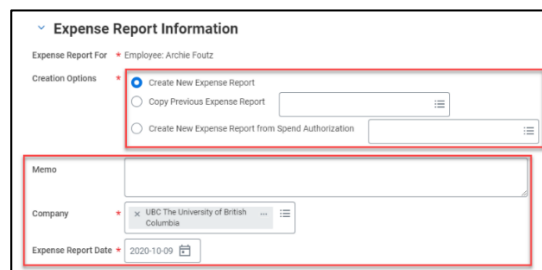 Expense Report Information
Expense Report For * Employee: Archie Foutz
Creation Options *
Create New Expense Report
Copy Previous Expense Report
Create New Expense Report from Spend Authorization
Memo
Company * × UBC The University of British ...
Columbia
Expense Report Date * 2020-10-09